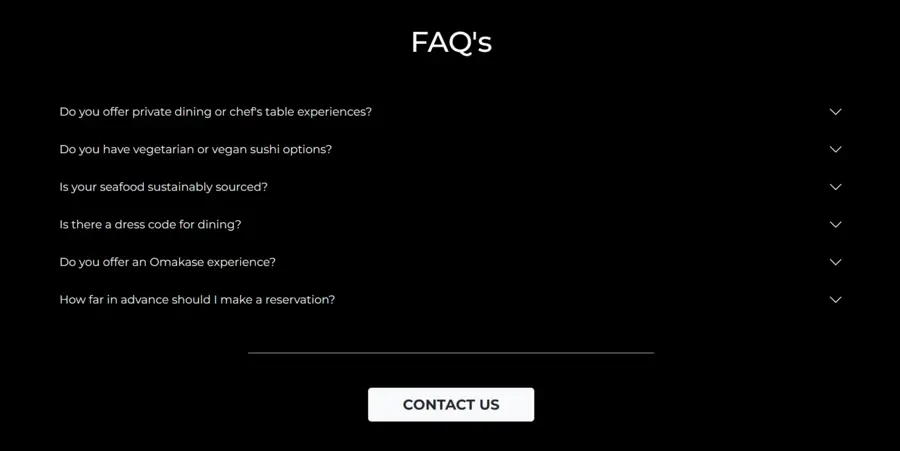 FAQ's
Do you offer private dining or chef's table experiences?
Do you have vegetarian or vegan sushi options?
Is your seafood sustainably sourced?
Is there a dress code for dining?
Do you offer an Omakase experience?
How far in advance should I make a reservation?
CONTACT US